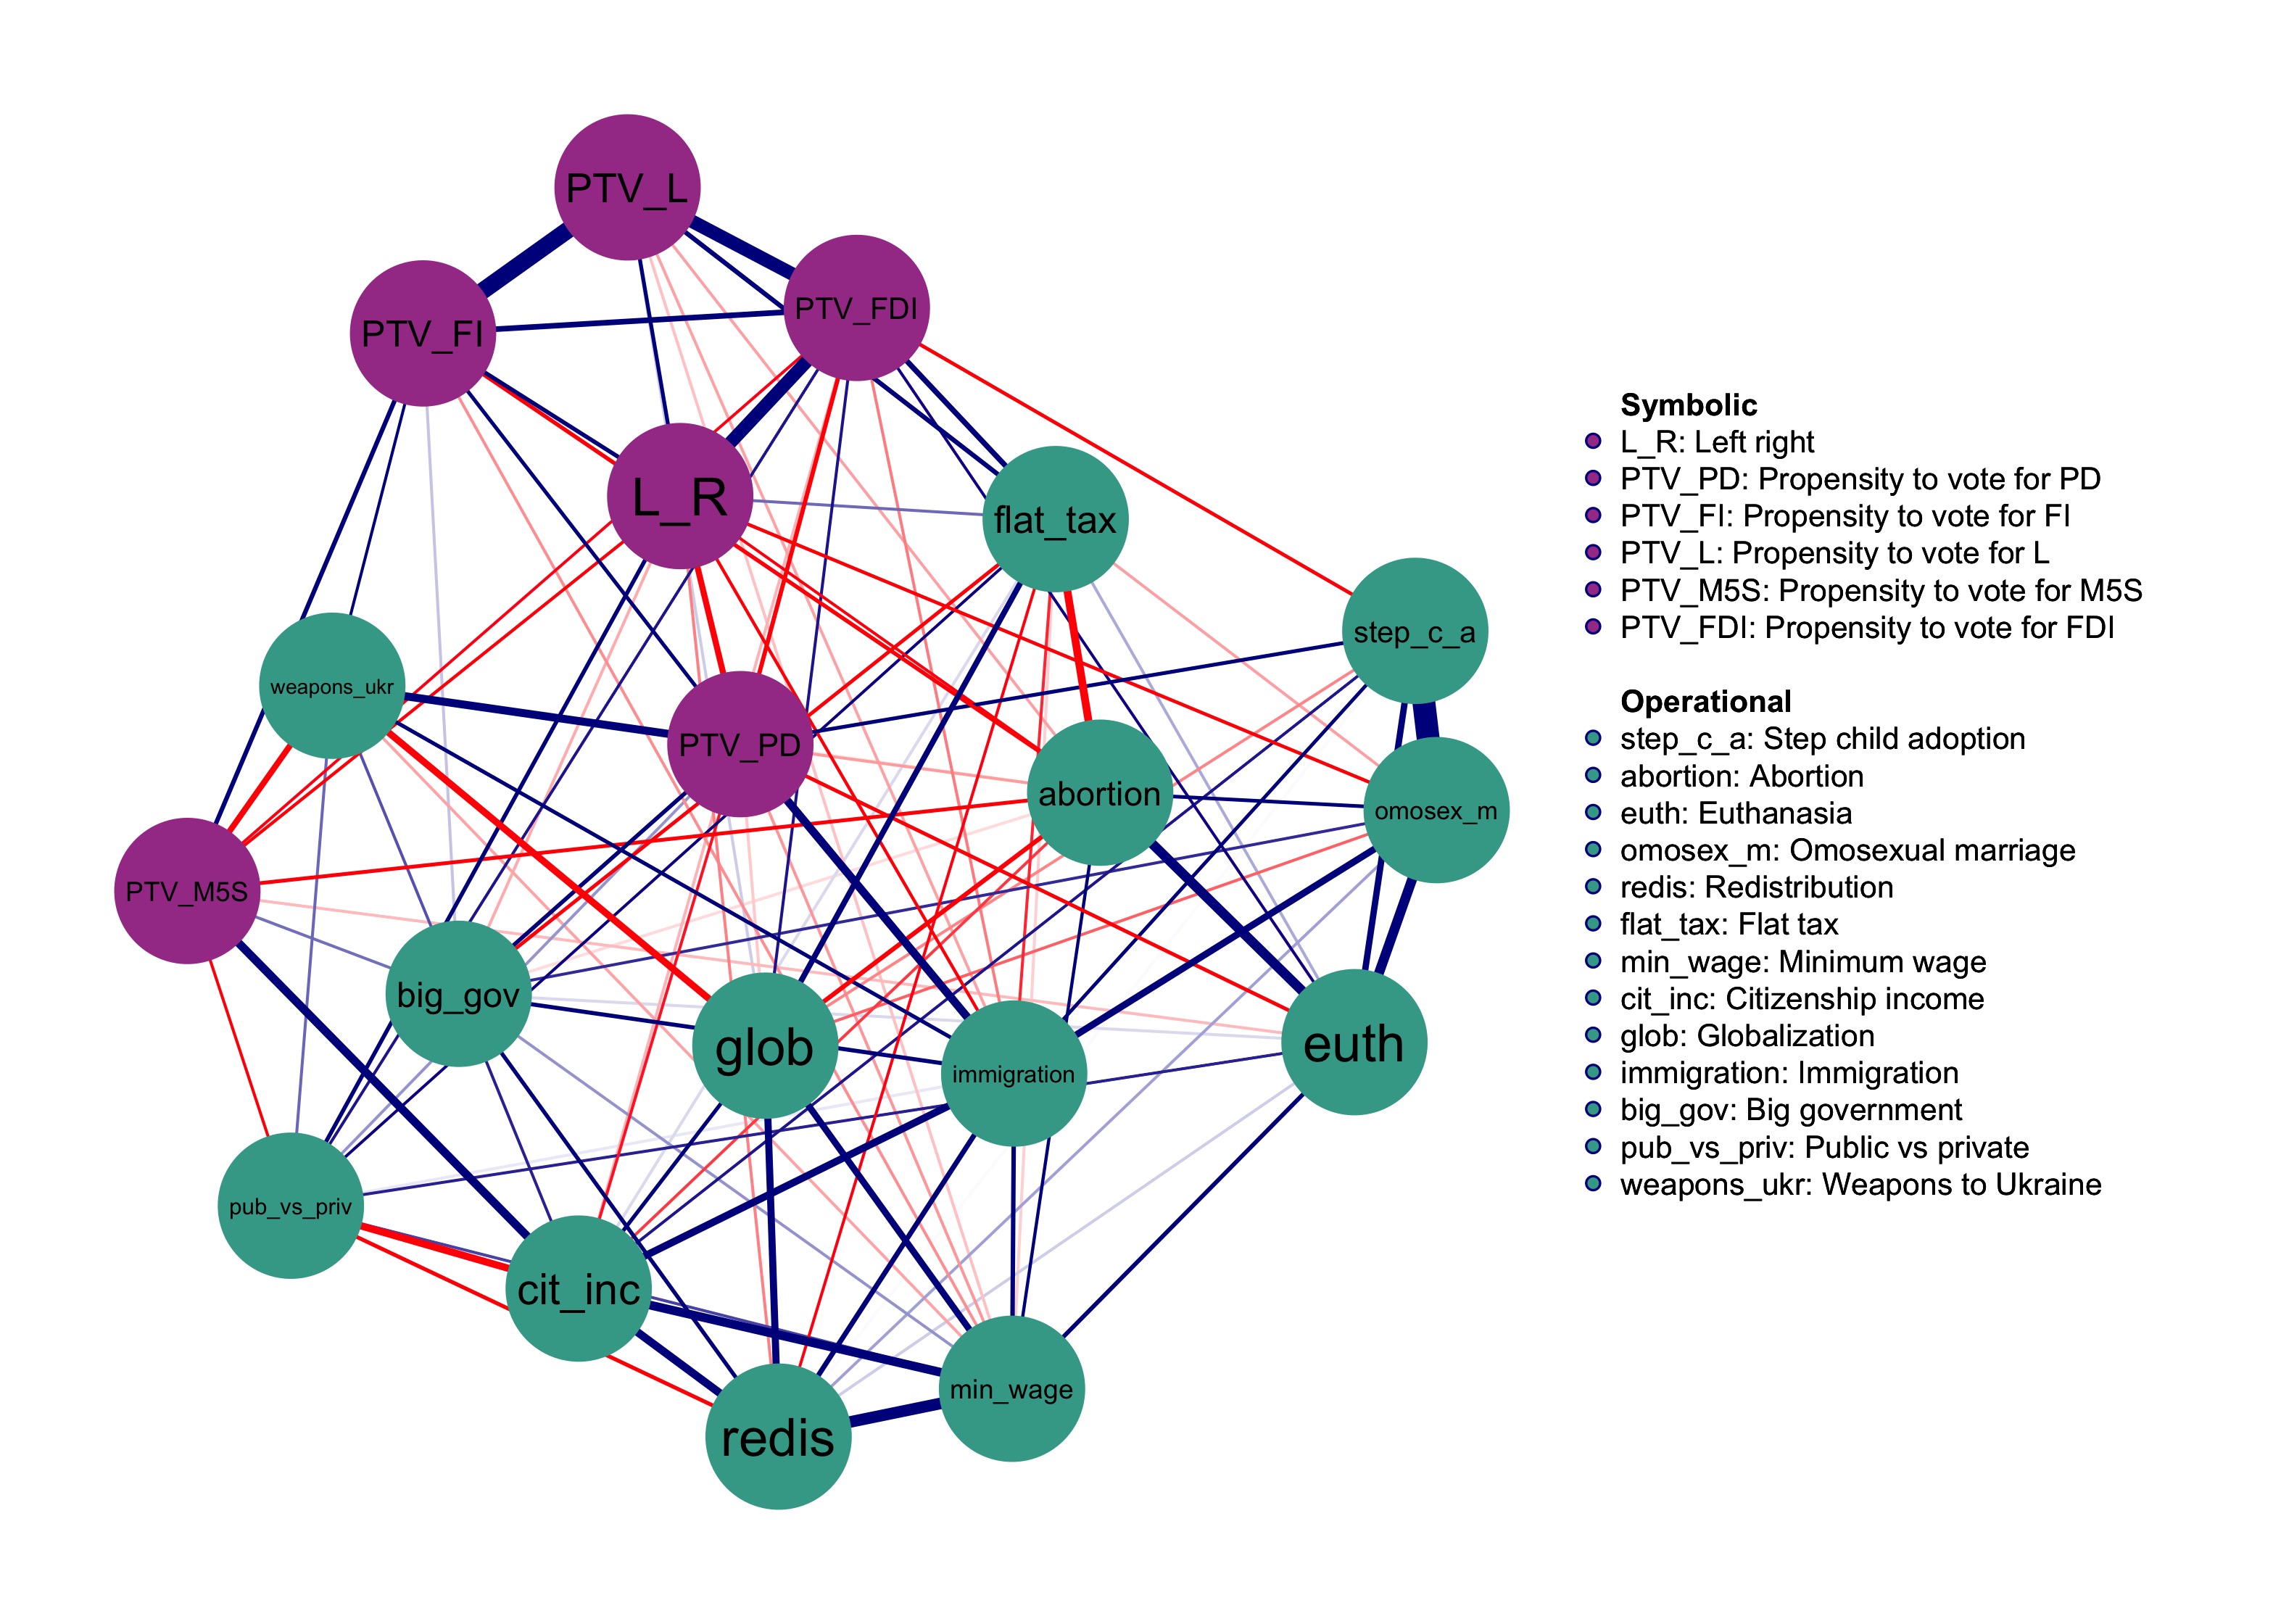 PTV_L
PTV_FDI
PTV_FI
L_R
flat_tax
step_c_a
weapons_ukr
PTV_PD
abortion
omosex_m
PTV_M5S
big_gov
glob
immigration
euth
pub_vs_priv
cit_inc
min_wage
redis
Symbolic
L_R: Left right
PTV_PD: Propensity to vote for PD
PTV_FI: Propensity to vote for FI
PTV_L: Propensity to vote for L
PTV_M5S: Propensity to vote for M5S
PTV_FDI: Propensity to vote for FDI
Operational
step_c_a: Step child adoption
abortion: Abortion
euth: Euthanasia
omosex_m: Omosexual marriage
redis: Redistribution
flat_tax: Flat tax
min_wage: Minimum wage
cit_inc: Citizenship income
glob: Globalization
immigration: Immigration
big_gov: Big government
pub_vs_priv: Public vs private
weapons_ukr: Weapons to Ukraine